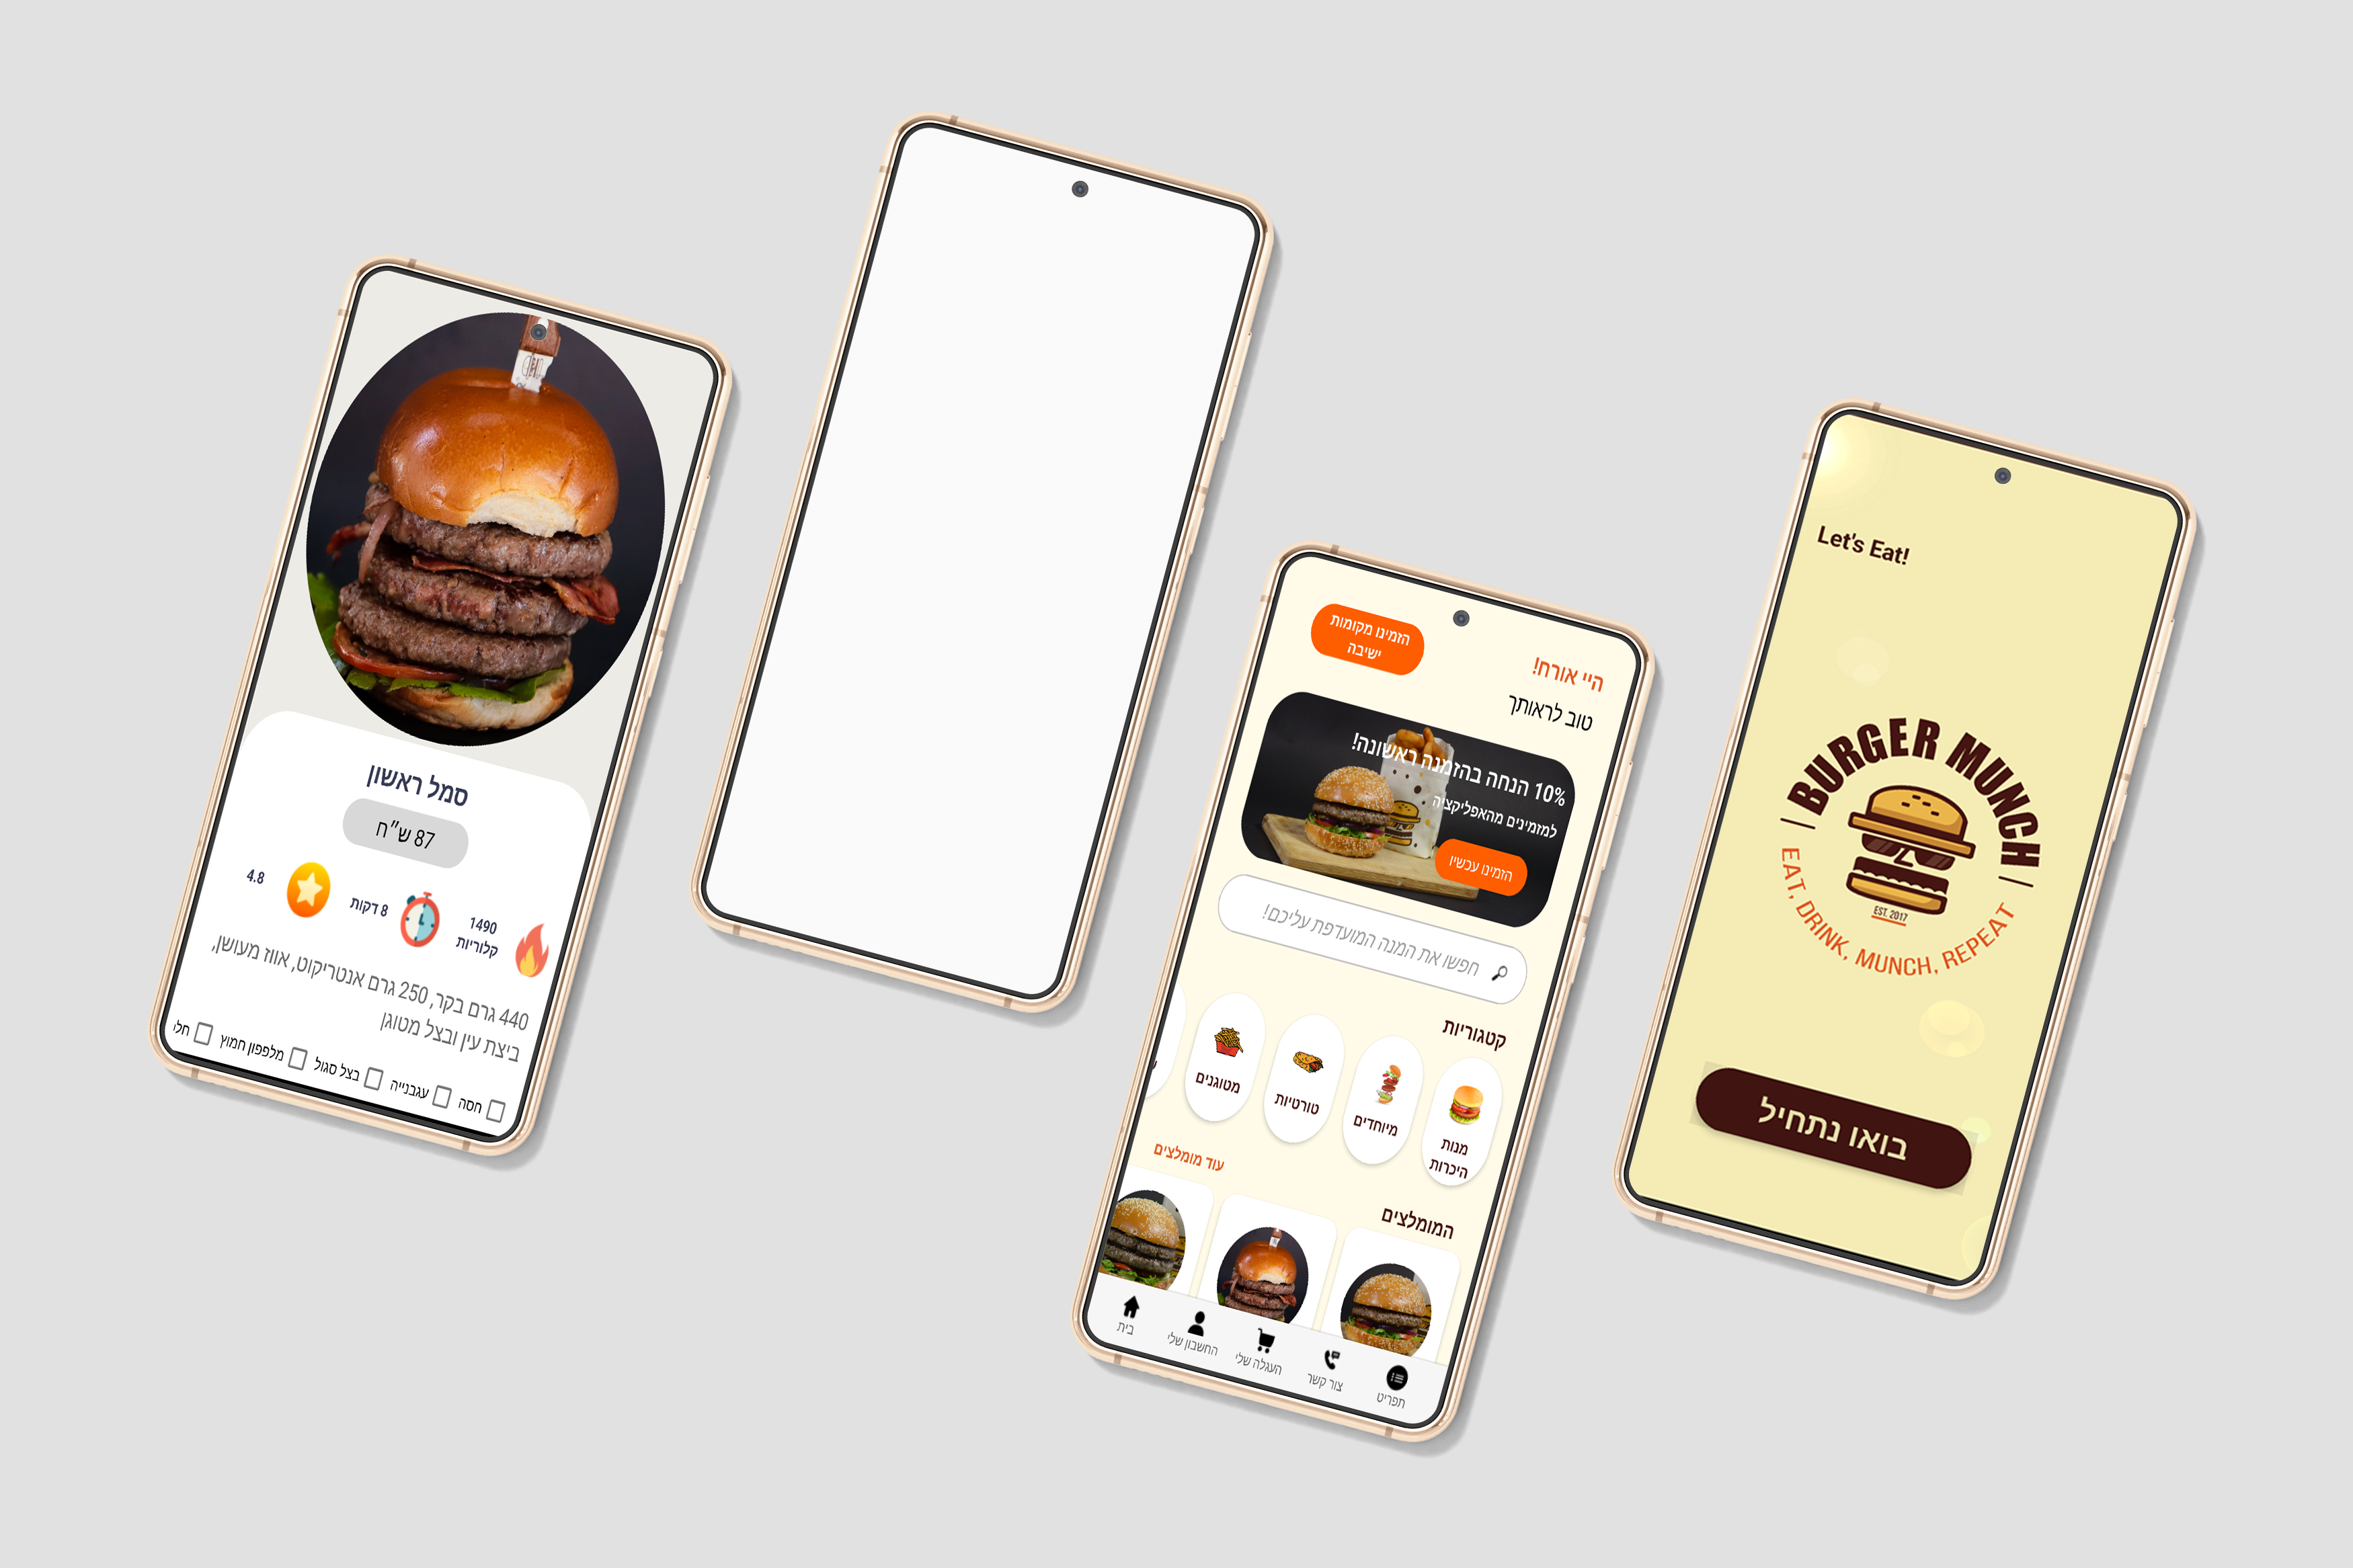 סמל ראשון
87 ש״ח
1490
קלוריות
8 דקות
4.8
440 גרם בקר, 250 גרם אנטריקוט, אווז מעושן,
ביצת עין ובצל מטוגן
חסה
עגבנייה
בצל סגול
מלפפון חמוץ
חלי
הזמינו מקומות
ישיבה
היי אורח!
טוב לראותך
10% הנחה בהזמנה ראשונה!
למזמינים מהאפליקציה
הזמינו עכשיו
חפשו את המנה המועדפת עליכם!
קטגוריות
מנות
היכרות
מיוחדים
טורטיות
מטוגנים
המומלצים
עוד מומלצים
תפריט
צור קשר
העגלה שלי
החשבון שלי
בית
Let's Eat!
BURGER MUNCH
EST. 2017
EAT, DRINK, MUNCH, REPEAT
בואו נתחיל